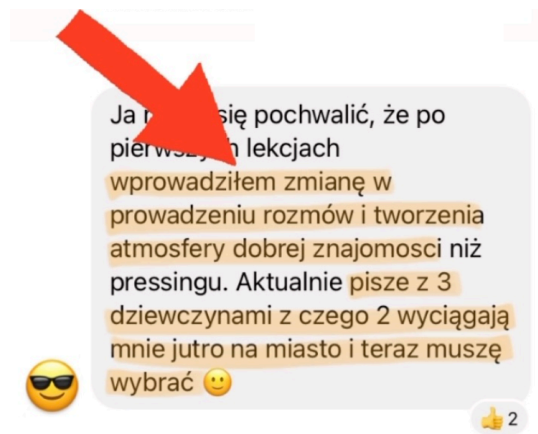 Ja się pochwalić, że po
lekcjach
wprowadziłem zmianę w
prowadzeniu rozmów i tworzenia
atmosfery dobrej znajomosci niż
pressingu. Aktualnie pisze z 3
dziewczynami z czego 2 wyciągają
mnie jutro na miasto i teraz muszę
wybrać 🙂
👍 2